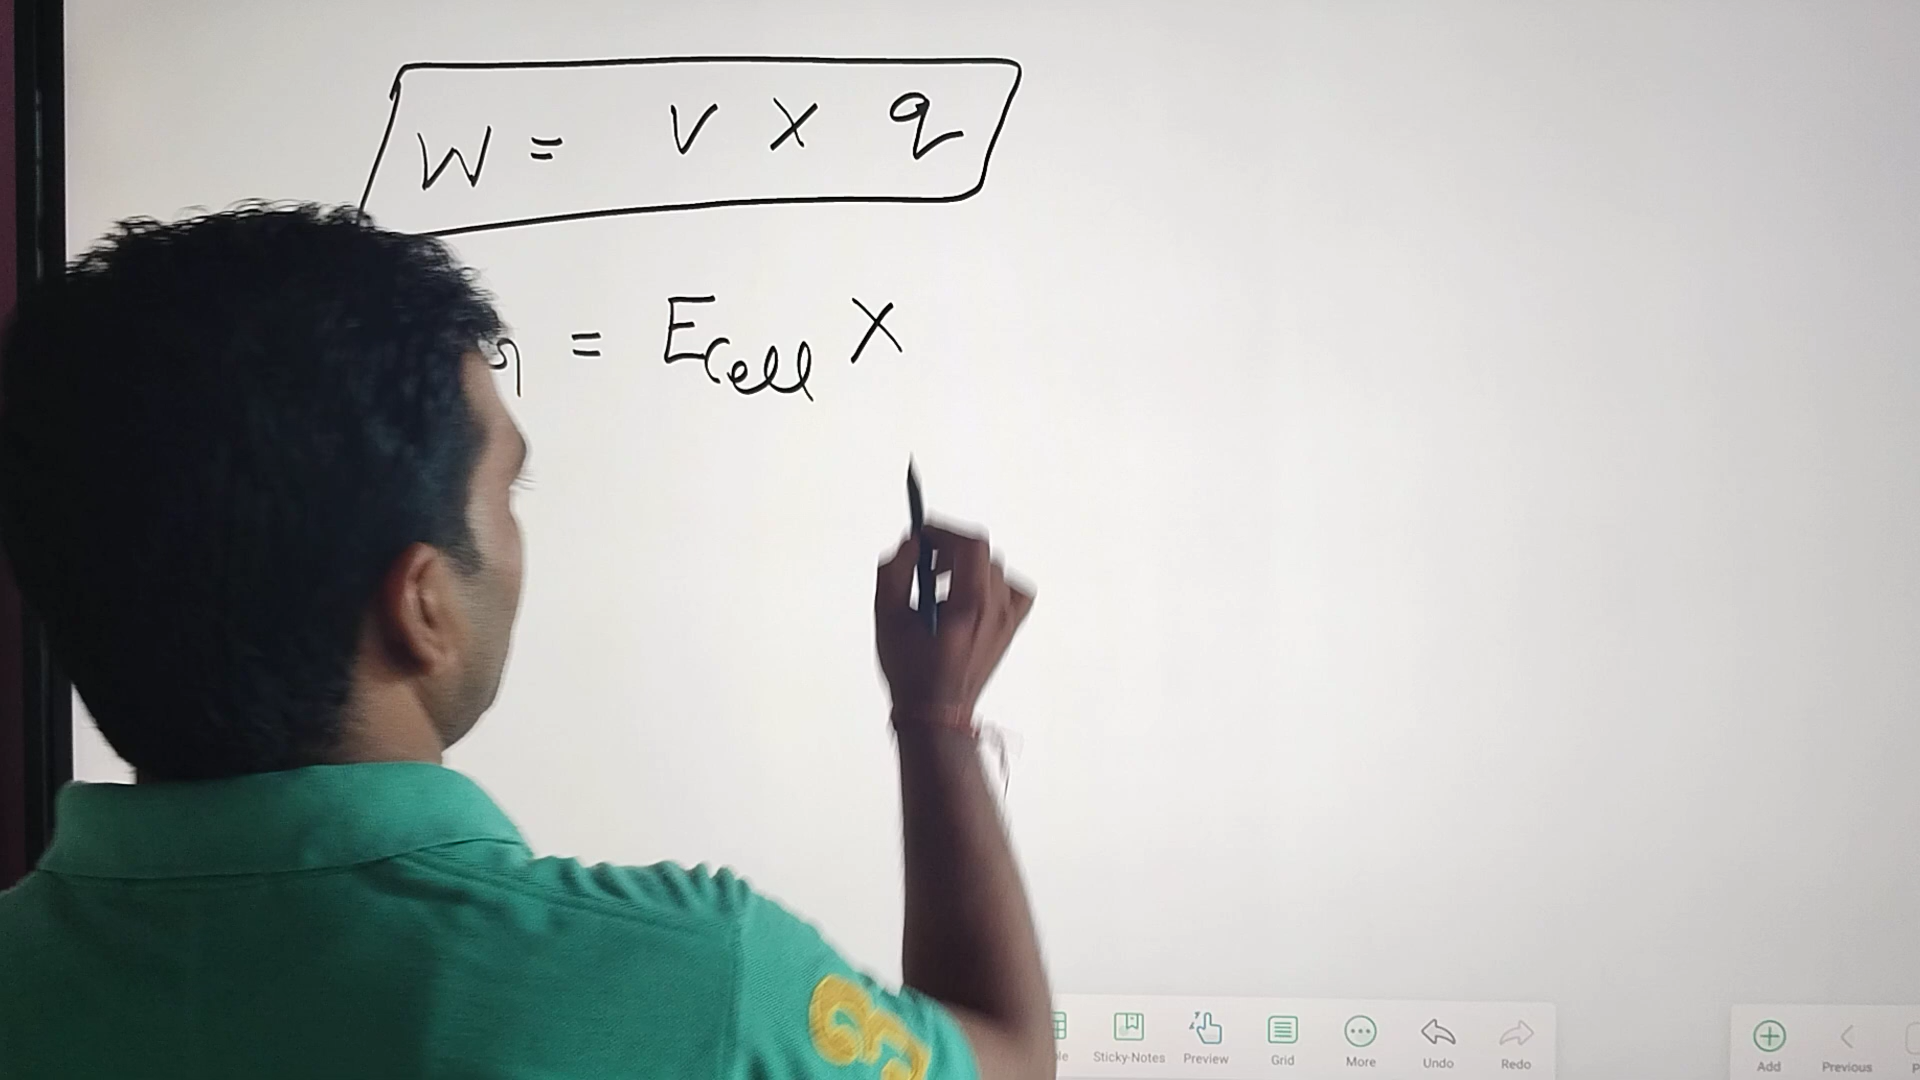 W = V X q
= Ecell X
Sticky-Notes Preview Grid More Undo Redo Add Previous